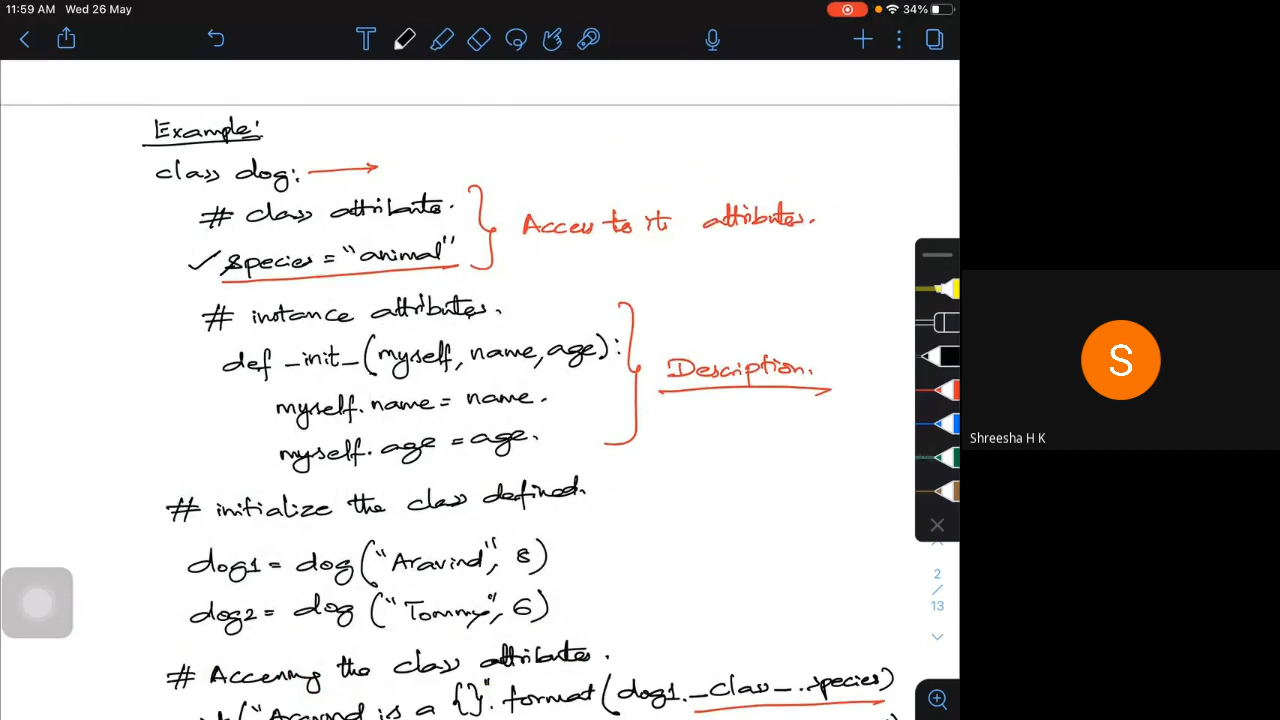 11:59 AM Wed 26 May
34%
Example:
class dog:
# class attributes.
species = "animal"
Access to it attributes.
# instance attributes.
def _init_(myself, name, age):
myself.name = name.
myself.age = age.
Description.
# initialize the class defined.
dog1 = dog("Aravind", 8)
dog2 = dog ("Tommy", 6)
# Accessing the class attributes.
("Aravind is a {}".format(dog1._class_.species)
2
/
13
S
Shreesha H K